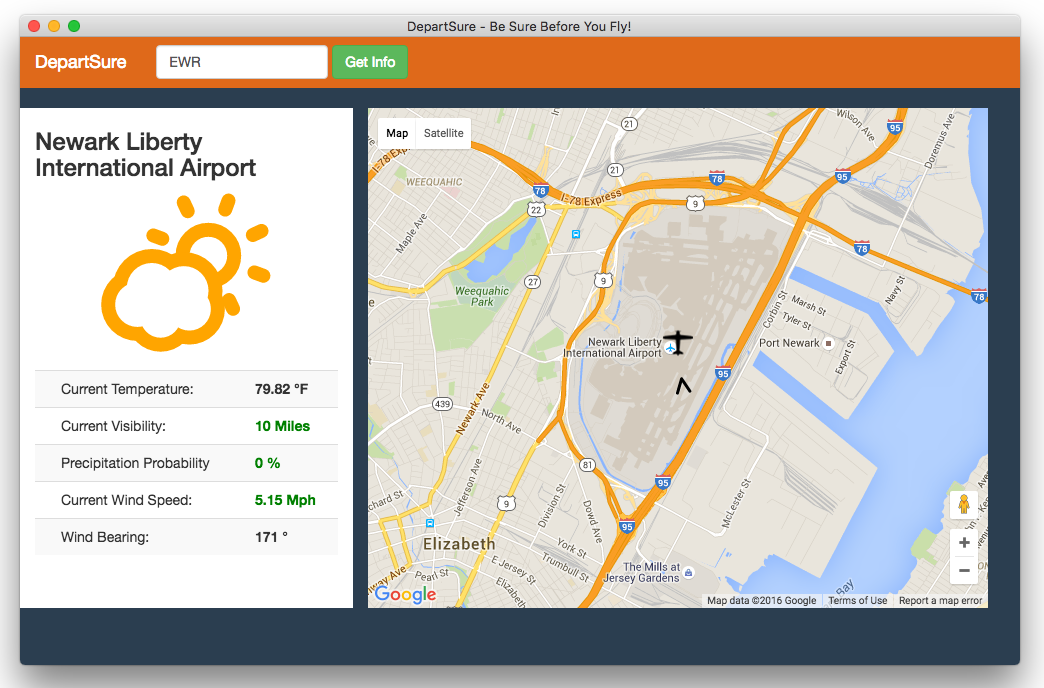 DepartSure - Be Sure Before You Fly!
DepartSure
EWR
Get Info
Newark Liberty
International Airport
Current Temperature: 79.82 °F
Current Visibility: 10 Miles
Precipitation Probability 0 %
Current Wind Speed: 5.15 Mph
Wind Bearing: 171 °
Map
Satellite
21
Wilson Ave
95
Doremus Ave
I-78 Express
WEEQUAHIC
21
78
78
95
I-78 Express
22
9
Maple Ave
78
Weequahic
Park
27
9
78
Navy St
Corbin St
Marsh St
Tyler St
Newark Liberty
International Airport
Port Newark
Export St
95
439
Newark Ave
North Ave
81
Jefferson Ave
95
McLester St
orchard St
9
Division St
Dowd Ave
95
Elizabeth
York St
Trumbull St
E Jersey St
Elizabeth
Pearl St
way Ave
The Mills at
Jersey Gardens
Bay
Google
Map data ©2016 Google
Terms of Use
Report a map error